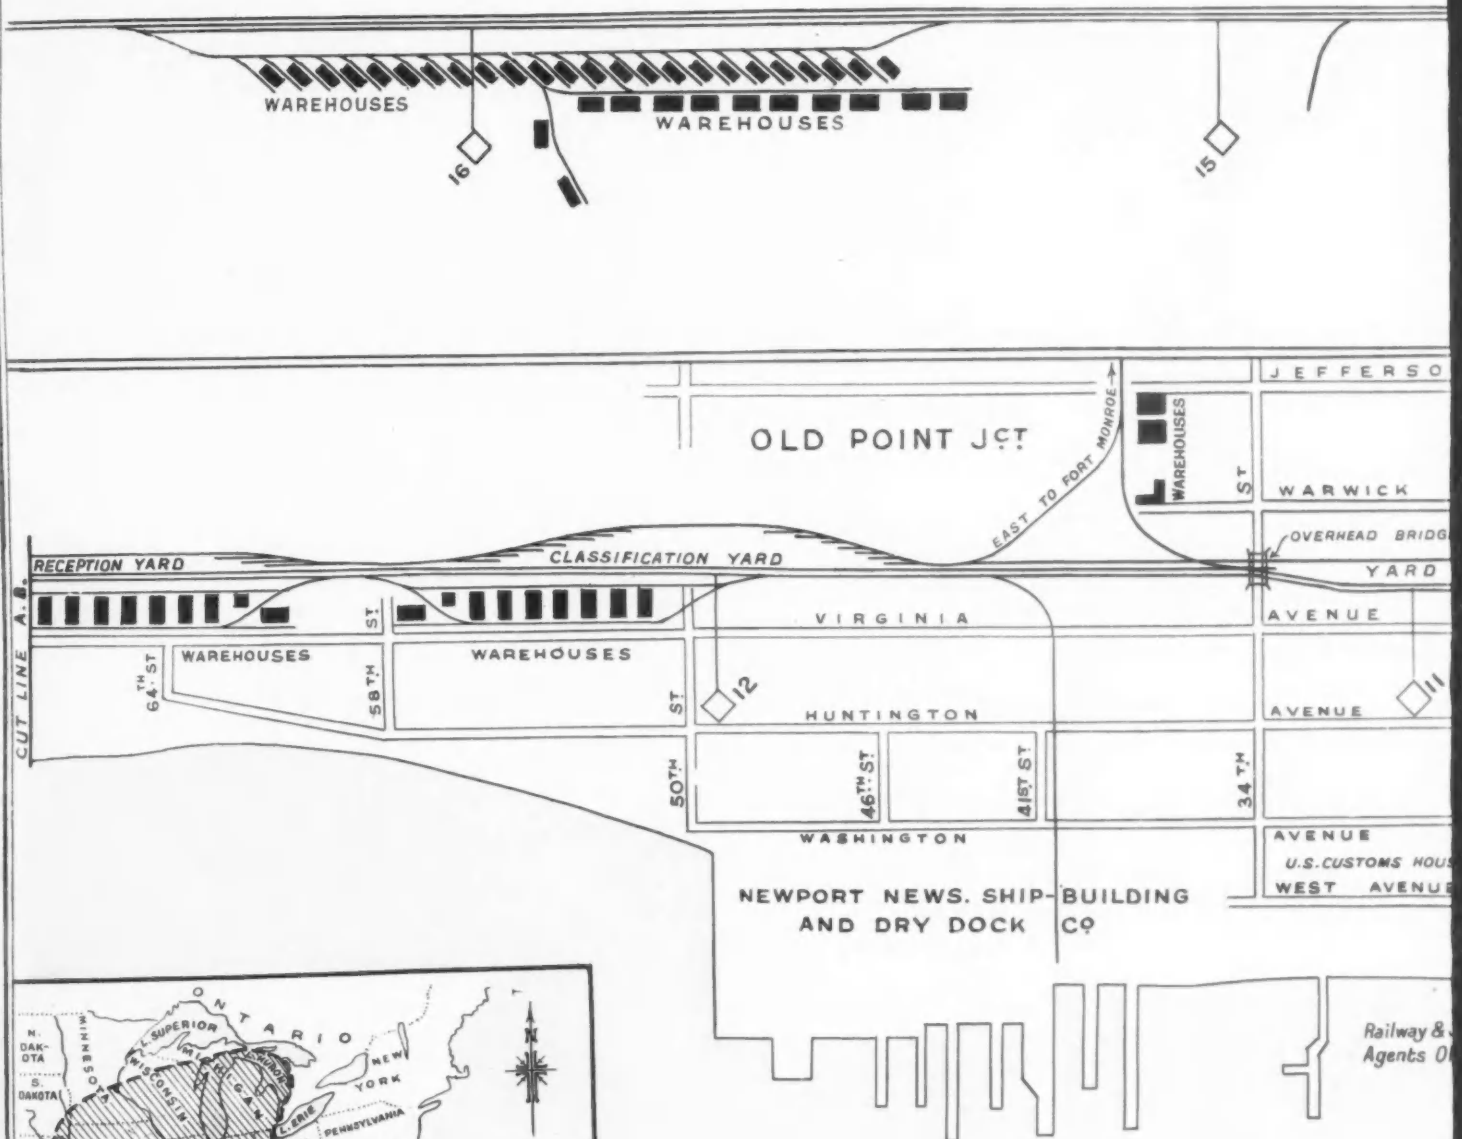 WAREHOUSES
WAREHOUSES
16
15
JEFFERSO
OLD POINT JCT
EAST TO FORT MONROE
WAREHOUSES
ST
WARWICK
OVERHEAD BRIDG
RECEPTION YARD
CLASSIFICATION YARD
YARD
CUT LINE A.B.
ST
VIRGINIA
AVENUE
WAREHOUSES
WAREHOUSES
64TH ST
58TH
ST
12
11
HUNTINGTON
AVENUE
50TH
46TH ST
41ST ST
34TH
WASHINGTON
AVENUE
U.S. CUSTOMS HOUS
WEST AVENUE
NEWPORT NEWS. SHIP-BUILDING
AND DRY DOCK CO
ONTARIO
N.
DAK-
OTA
MINNESOTA
L. SUPERIOR
MICHIGAN
WISCONSIN
L. HURON
NEW
YORK
N
S.
DAKOTA
L. ERIE
PENNSYLVANIA
Railway &
Agents